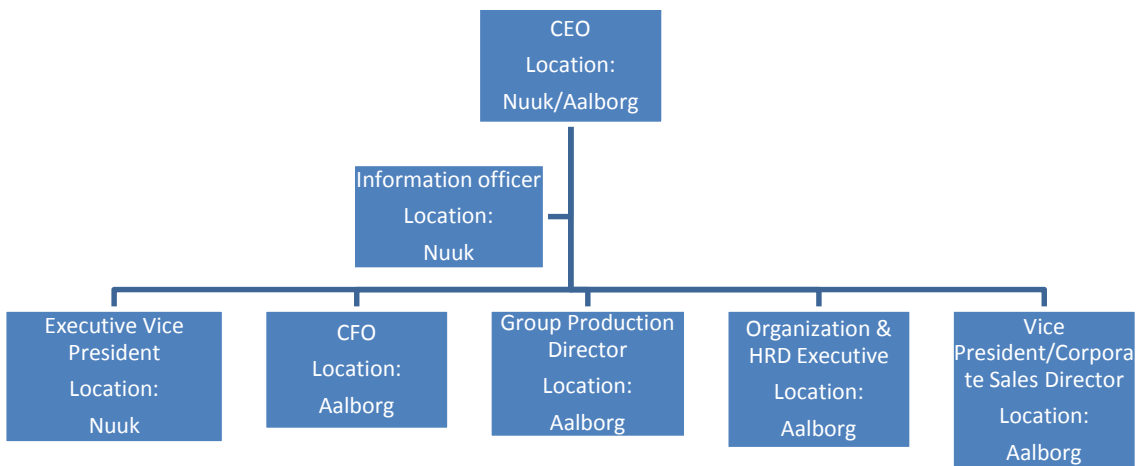 CEO
Location:
Nuuk/Aalborg
Information officer
Location:
Nuuk
Executive Vice
President
Location:
Nuuk
CFO
Location:
Aalborg
Group Production
Director
Location:
Aalborg
Organization &
HRD Executive
Location:
Aalborg
Vice
President/Corpora
te Sales Director
Location:
Aalborg